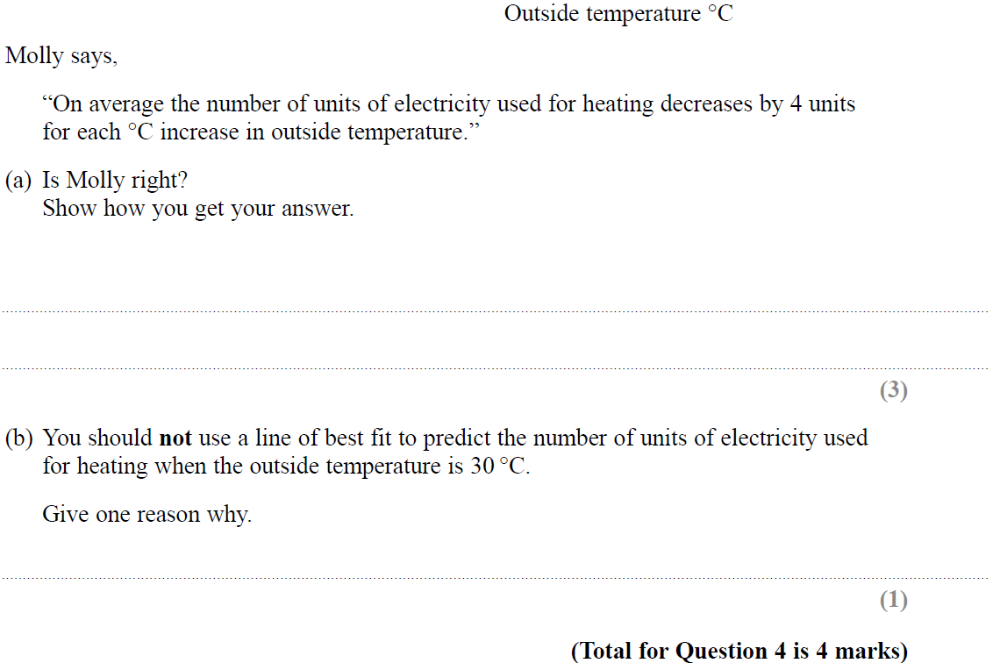 Outside temperature °C
Molly says,
“On average the number of units of electricity used for heating decreases by 4 units
for each °C increase in outside temperature.”
(a) Is Molly right?
Show how you get your answer.
(3)
(b) You should not use a line of best fit to predict the number of units of electricity used
for heating when the outside temperature is 30 °C.
Give one reason why.
(1)
(Total for Question 4 is 4 marks)